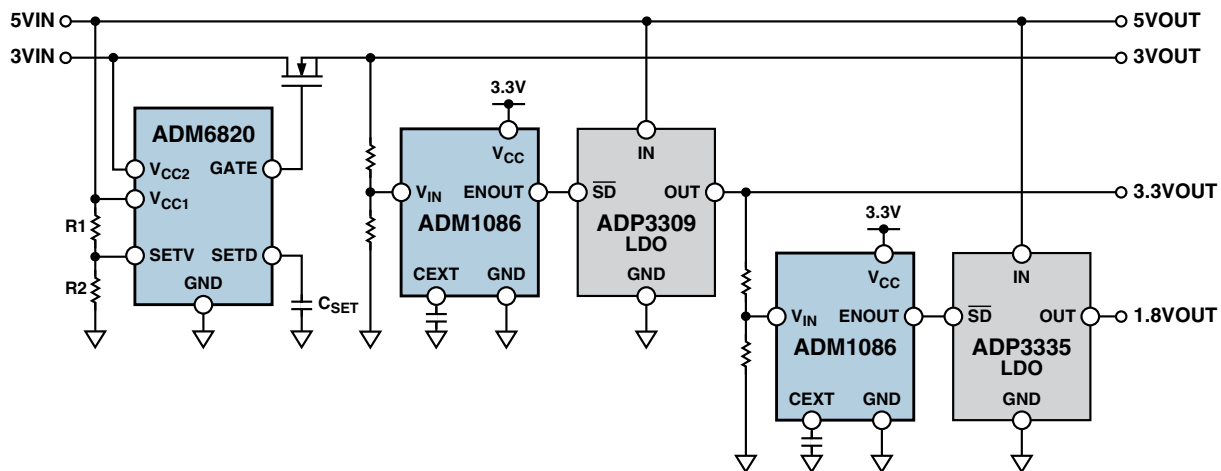 5VIN
5VOUT
3VIN
3VOUT
ADM6820
VCC2
GATE
VCC1
R1
SETV
SETD
R2
GND
CSET
3.3V
VCC
VIN
ENOUT
ADM1086
CEXT
GND
IN
SD
OUT
ADP3309
LDO
GND
3.3VOUT
3.3V
VCC
VIN
ENOUT
ADM1086
CEXT
GND
IN
SD
OUT
ADP3335
LDO
GND
1.8VOUT